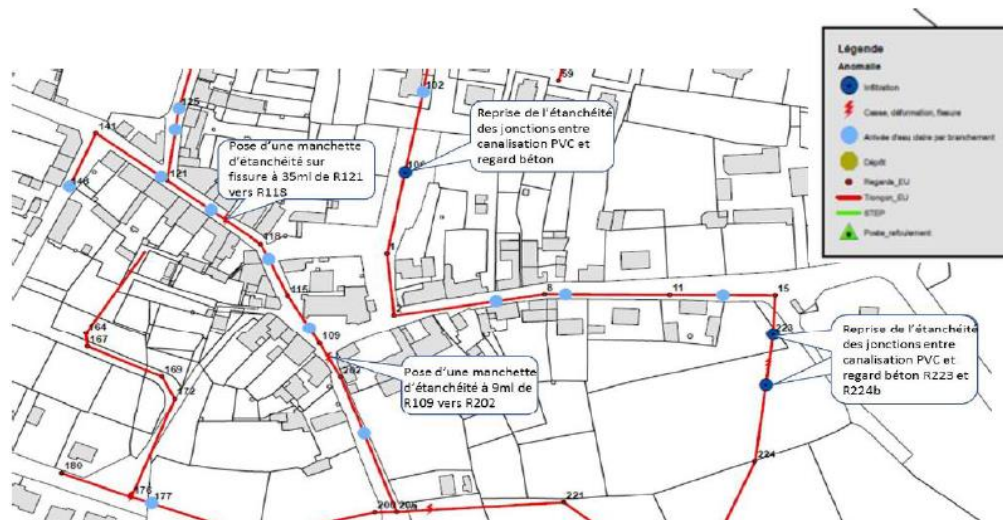 59
102
Reprise de l'étanchéité
des jonctions entre
canalisation PVC et
regard béton
125
141
Pose d'une manchette
d'étanchéité sur
fissure à 35ml de R121
vers R118
121
118
1
2
115
109
8
11
15
223
Reprise de l'étanchéité
des jonctions entre
canalisation PVC et
regard béton R223 et
R224b
Pose d'une manchette
d'étanchéité à 9ml de
R109 vers R202
202
164
167
169
172
180
176
177
224
221
Légende
Anomalie
Infiltration
Casse, déformation, fissure
Arrivée d'eau claire par branchement
Dépôt
Regards_EU
Tronçon_EU
STEP
Poste_refoulement